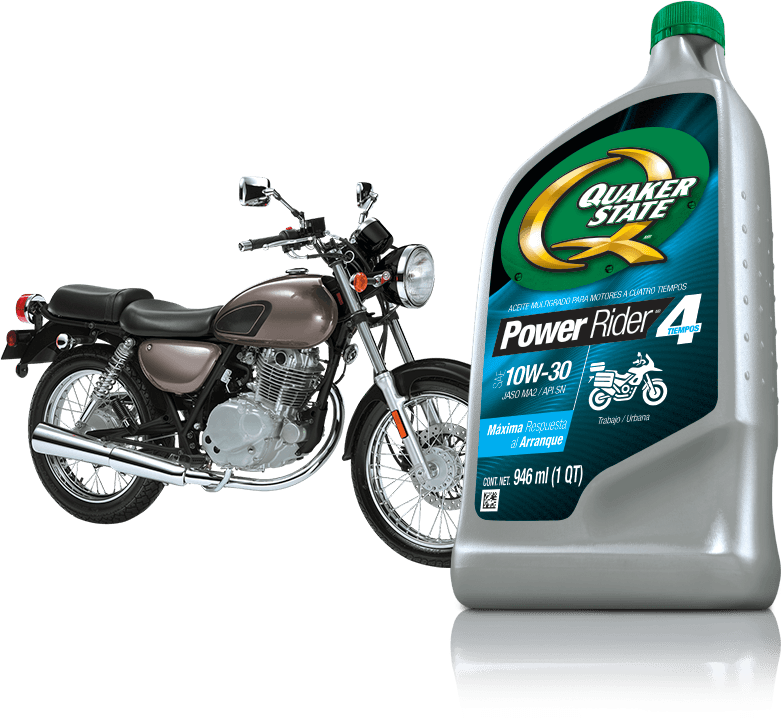 QUAKER
STATE
ACEITE MULTIGRADO PARA MOTORES A CUATRO TIEMPOS
Power Rider 4
TIEMPOS
SAE 10W-30
JASO MA2 / API SN
Trabajo / Urbana
Máxima Respuesta
al Arranque
CONT. NET. 946 ml (1 QT)